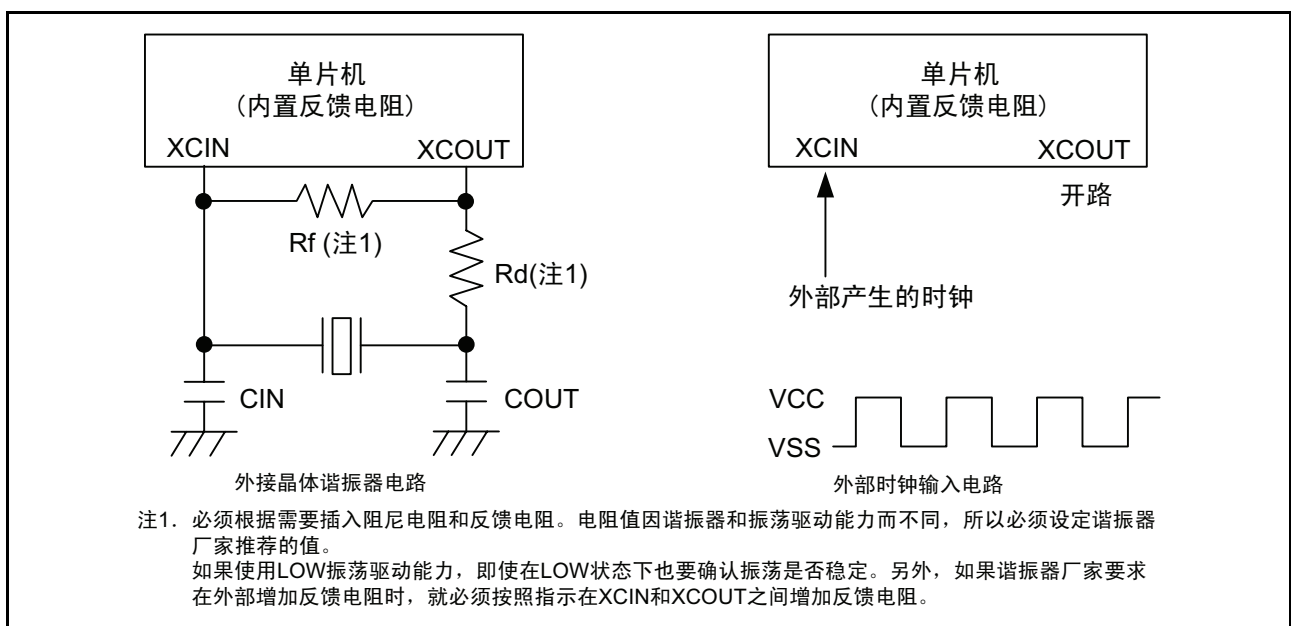 单片机
(内置反馈电阻)
XCIN
XCOUT
Rf (注1)
Rd(注1)
CIN
COUT
外接晶体谐振器电路
单片机
(内置反馈电阻)
XCIN
XCOUT
开路
外部产生的时钟
VCC
VSS
外部时钟输入电路
注1. 必须根据需要插入阻尼电阻和反馈电阻。电阻值因谐振器和振荡驱动能力而不同，所以必须设定谐振器
厂家推荐的值。
如果使用LOW振荡驱动能力，即使在LOW状态下也要确认振荡是否稳定。另外，如果谐振器厂家要求
在外部增加反馈电阻时，就必须按照指示在XCIN和XCOUT之间增加反馈电阻。